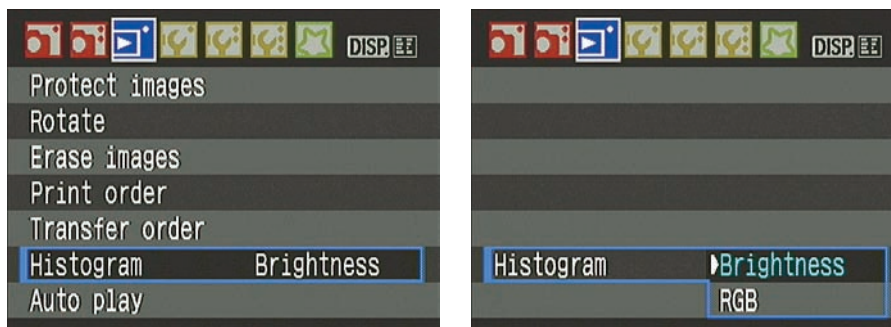 DISP.
Protect images
Rotate
Erase images
Print order
Transfer order
Histogram Brightness
Auto play
DISP.
Histogram Brightness
RGB